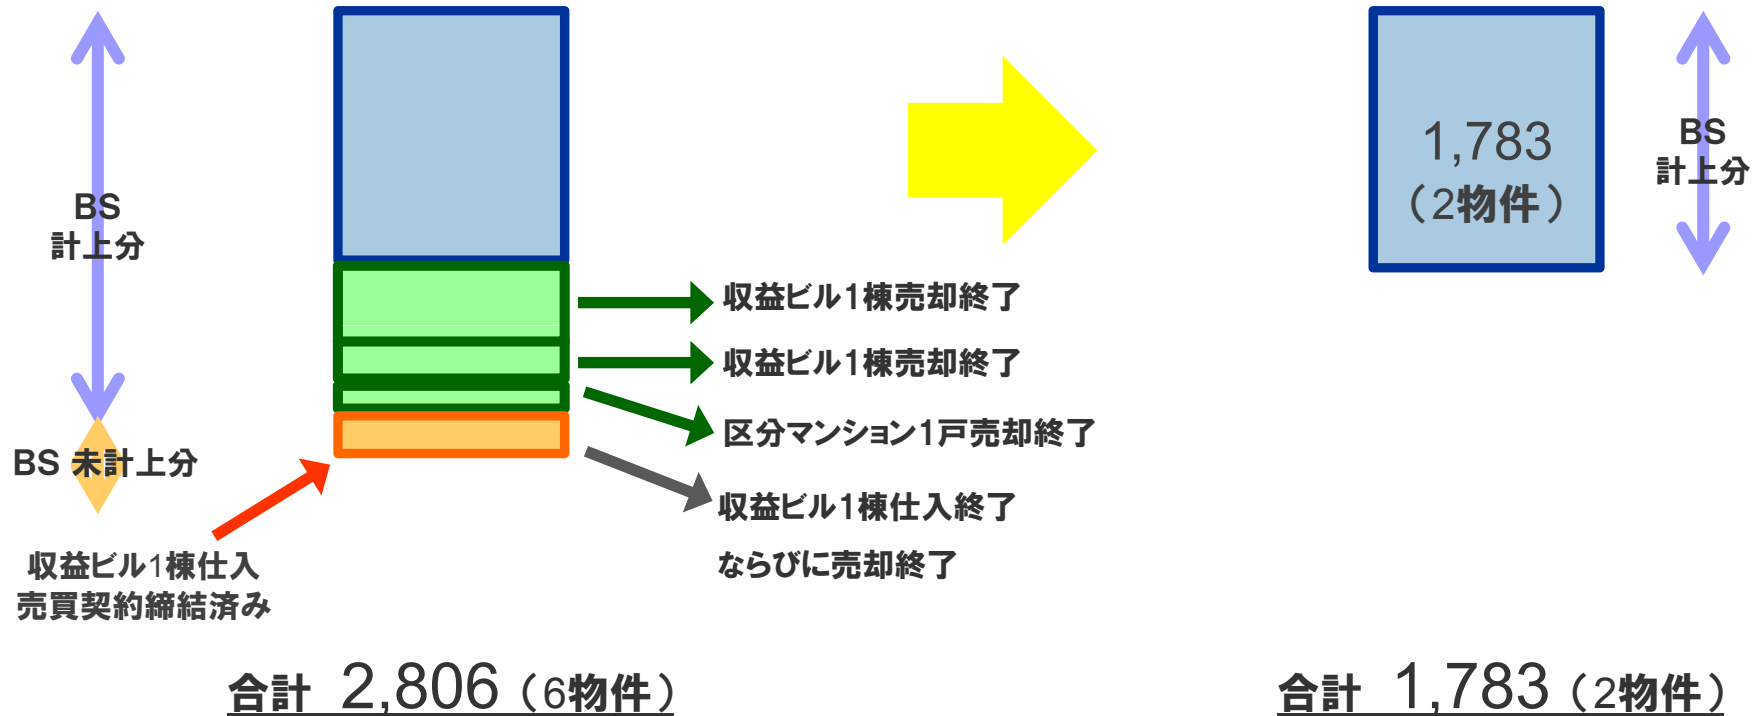 BS
計上分
BS 未計上分
収益ビル1棟仕入
売買契約締結済み
収益ビル1棟売却終了
収益ビル1棟売却終了
区分マンション1戸売却終了
収益ビル1棟仕入終了
ならびに売却終了
合計 2,806（6物件）
1,783
（2物件）
BS
計上分
合計 1,783（2物件）